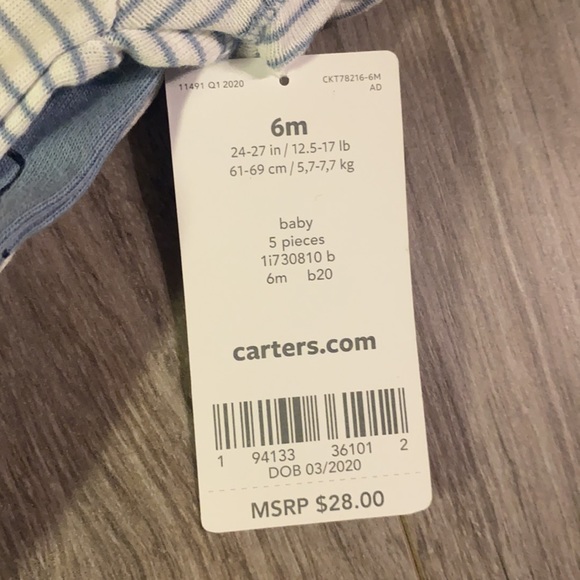 11491 Q1 2020 CKT78216-6M
AD
6m
24-27 in / 12.5-17 lb
61-69 cm / 5,7-7,7 kg
baby
5 pieces
1i730810 b
6m b20
carters.com
1 94133 36101 2
DOB 03/2020
MSRP $28.00